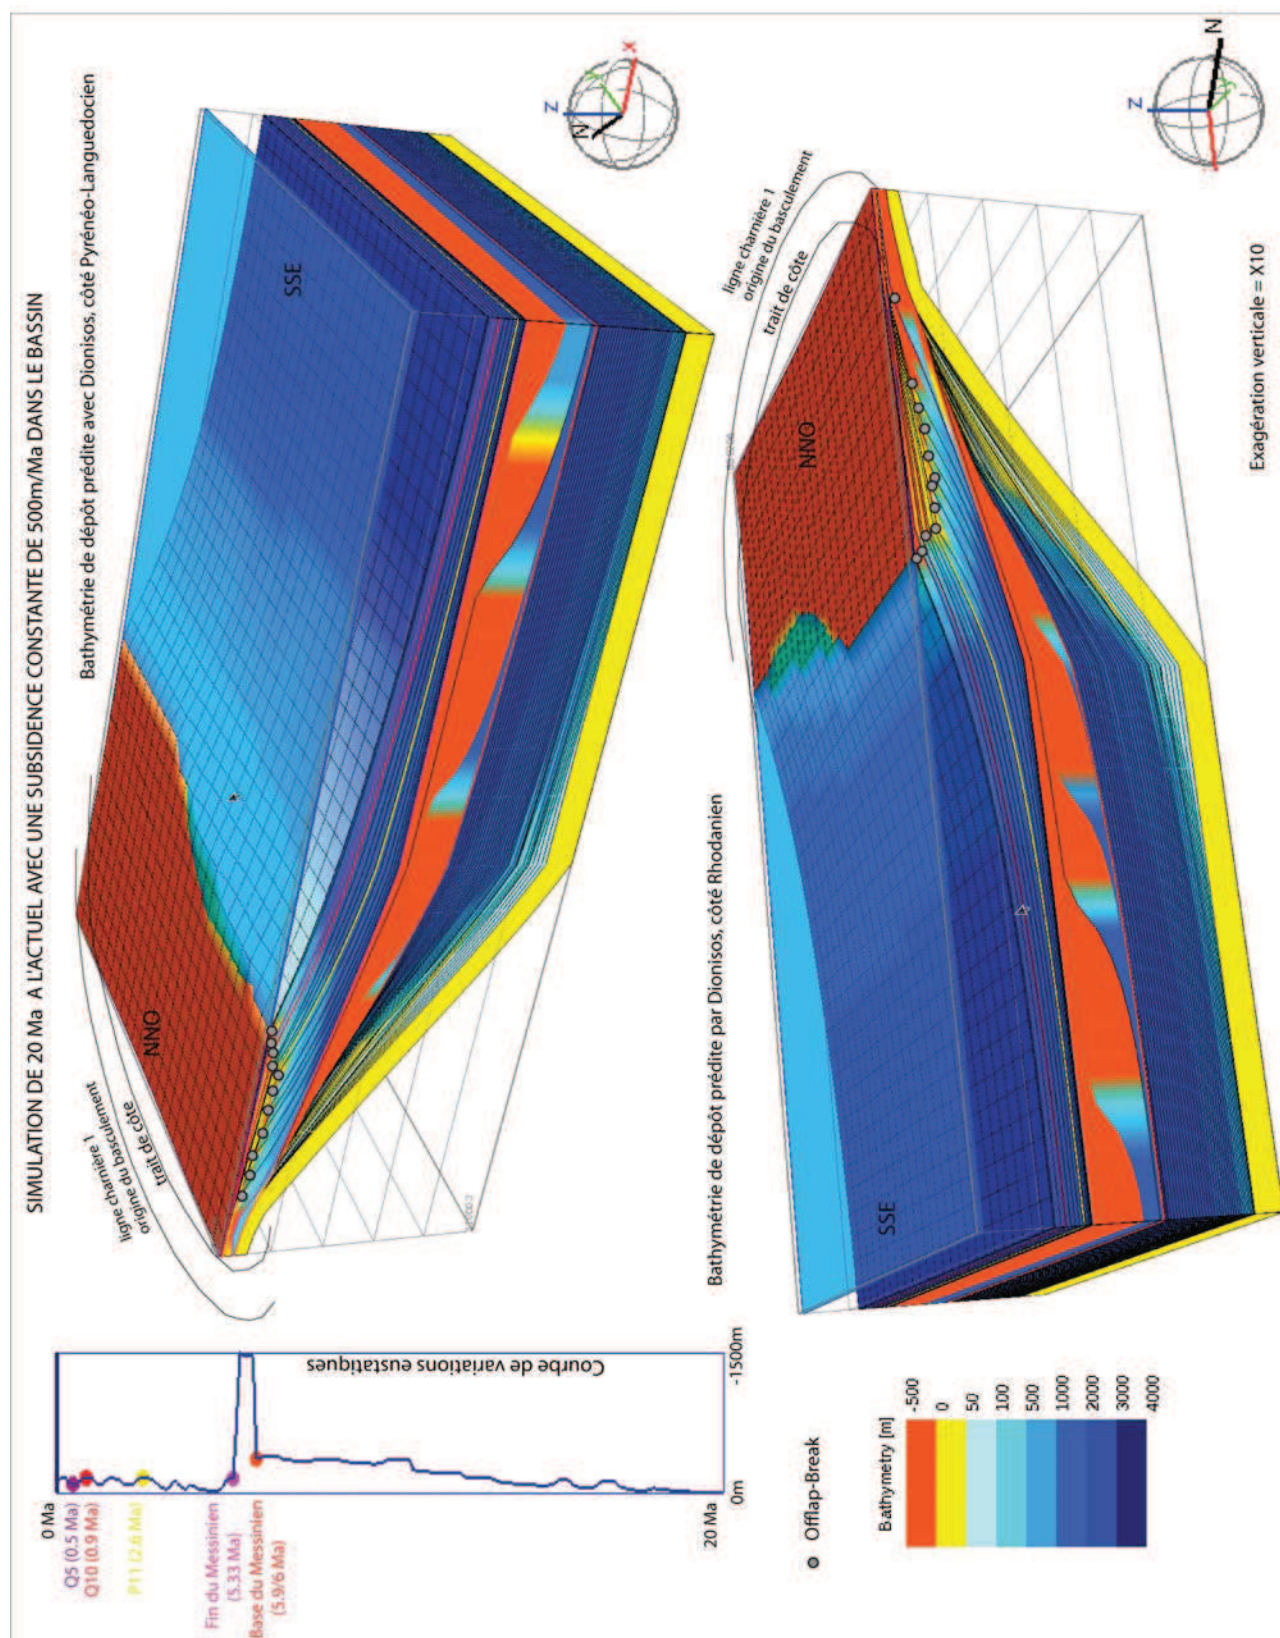 SIMULATION DE 20 Ma A L'ACTUEL AVEC UNE SUBSIDENCE CONSTANTE DE 500m/Ma DANS LE BASSIN
Bathymétrie de dépôt prédite avec Dionisos, côté Pyrénéo-Languedocien
NNO
SSE
ligne charnière 1
origine du basculement
trait de côte
Z
N
Y
X
0 Ma
Q5 (0.5 Ma)
Q10 (0.9 Ma)
P11 (2.6 Ma)
Fin du Messinien
(5.33 Ma)
Base du Messinien
(5.9/6 Ma)
20 Ma
0m
-1500m
Courbe de variations eustatiques
Bathymétrie de dépôt prédite par Dionisos, côté Rhodanien
SSE
NNO
ligne charnière 1
origine du basculement
trait de côte
Z
N
Y
Offlap-Break
Bathymetry [m]
-500
0
50
100
500
1000
2000
3000
4000
Exagération verticale = X10